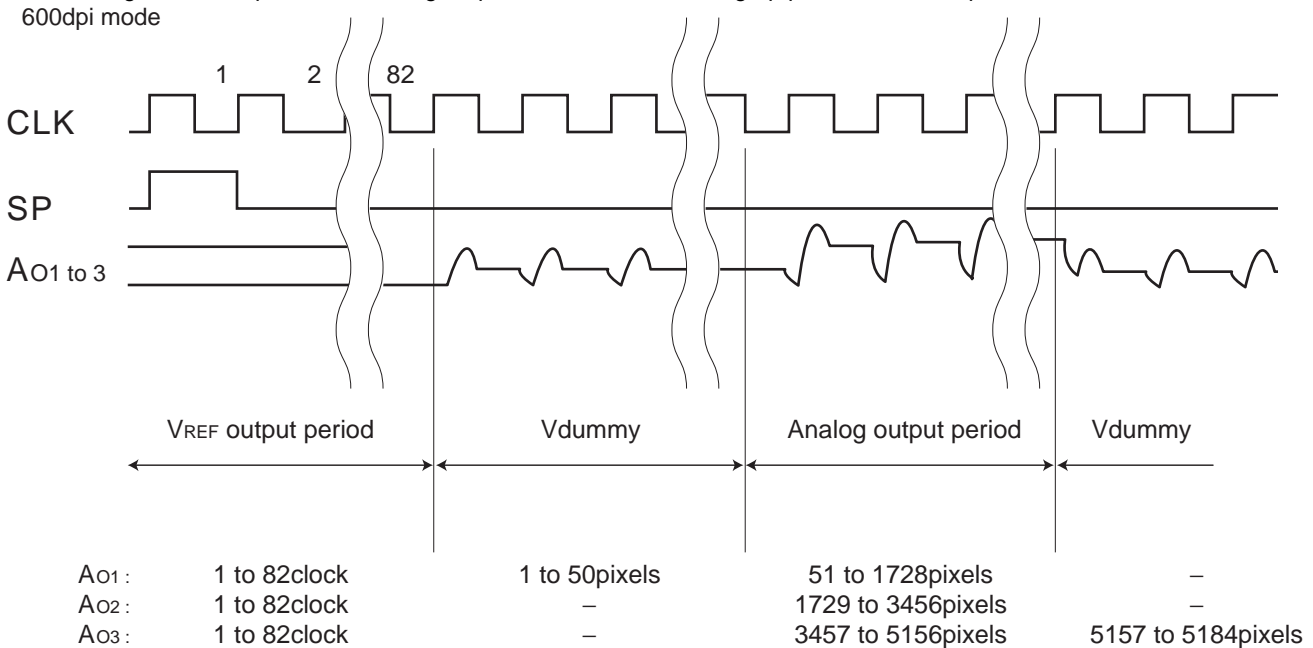 600dpi mode
1 2 82
CLK
SP
AO1 to 3
VREF output period Vdummy Analog output period Vdummy
AO1 : 1 to 82clock 1 to 50pixels 51 to 1728pixels –
AO2 : 1 to 82clock – 1729 to 3456pixels –
AO3 : 1 to 82clock – 3457 to 5156pixels 5157 to 5184pixels